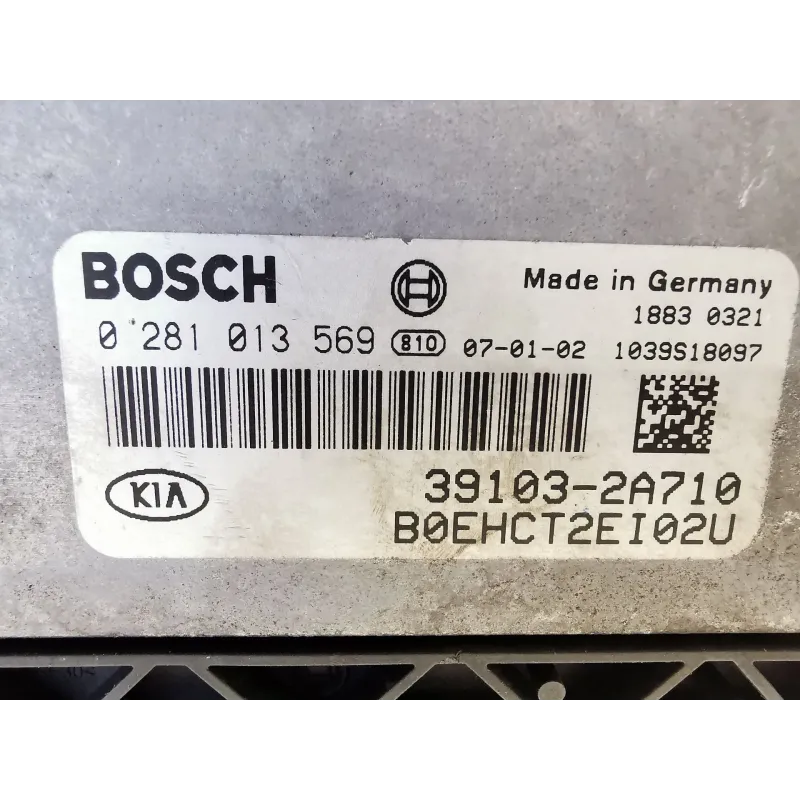 BOSCH
Made in Germany
1883 0321
0 281 013 569 810 07-01-02 1039S18097
KIA
39103-2A710
B0EHCT2EI02U